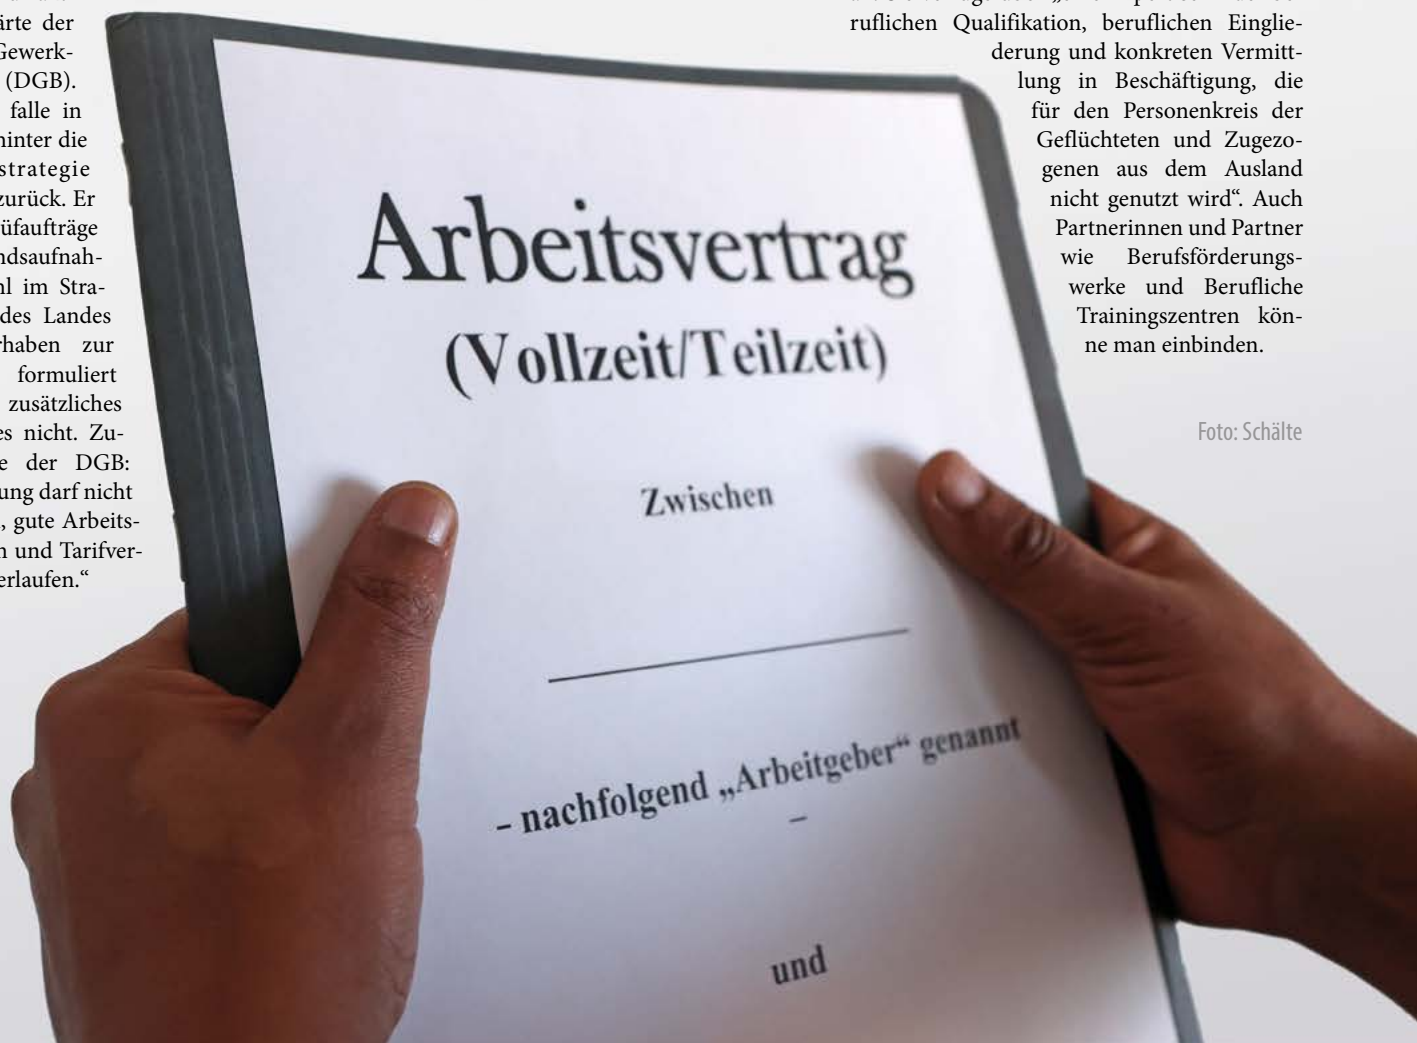 ärte der
Gewerk-
(DGB).
falle in
hinter die
strategie
zurück. Er
üfaufträge
ndsaufnah-
hl im Stra-
des Landes
rhaben zur
formuliert
zusätzliches
es nicht. Zu-
e der DGB:
ung darf nicht
, gute Arbeits-
n und Tarifver-
erlaufen.“
Arbeitsvertrag
(Vollzeit/Teilzeit)
Zwischen
– nachfolgend „Arbeitgeber“ genannt
–
und
ruflichen Qualifikation, beruflichen Einglie-
derung und konkreten Vermitt-
lung in Beschäftigung, die
für den Personenkreis der
Geflüchteten und Zugezo-
genen aus dem Ausland
nicht genutzt wird“. Auch
Partnerinnen und Partner
wie Berufsförderungs-
werke und Berufliche
Trainingszentren kön-
ne man einbinden.
Foto: Schälte